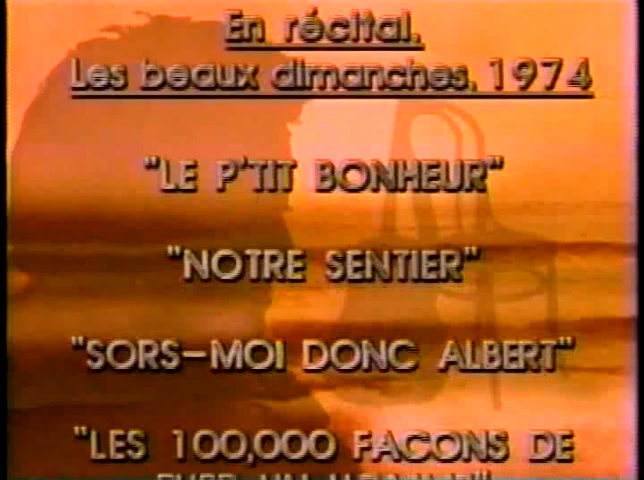 En récital.
Les beaux dimanches. 1974
"LE P'TIT BONHEUR"
"NOTRE SENTIER"
"SORS-MOI DONC ALBERT"
"LES 100,000 FACONS DE